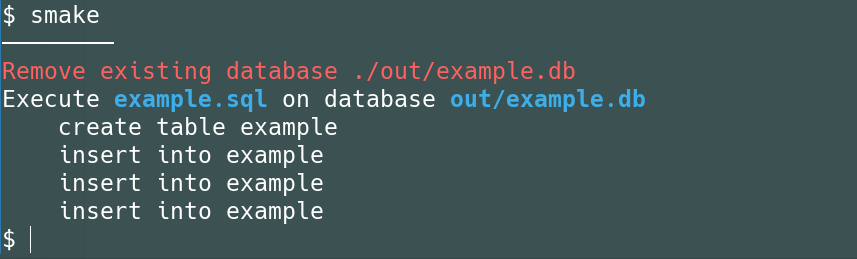 $ smake
Remove existing database ./out/example.db
Execute example.sql on database out/example.db
create table example
insert into example
insert into example
insert into example
$